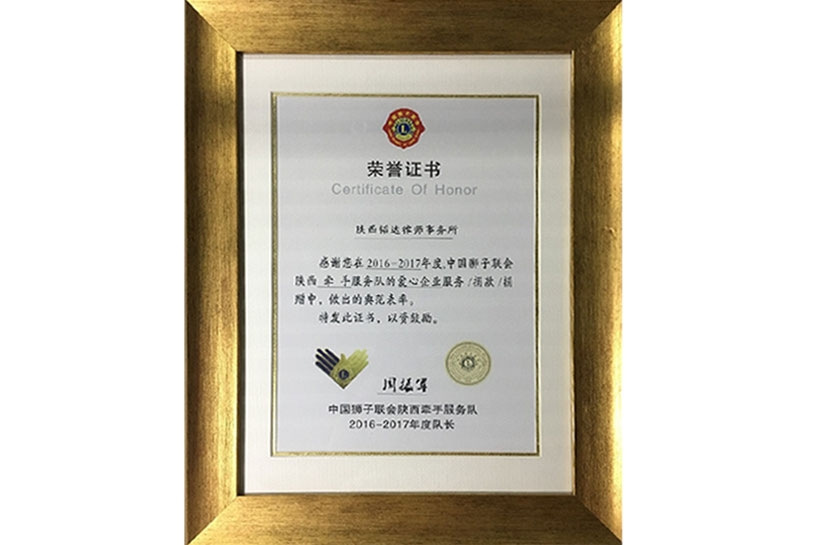 荣誉证书
Certificate Of Honor
陕西韬达律师事务所
感谢您在2016-2017年度,中国狮子联会
陕西 牵 手服务队的爱心企业服务/捐款/捐
赠中，做出的典范表率。
特发此证书，以资鼓励。
周振军
中国狮子联会陕西牵手服务队
2016-2017年度队长